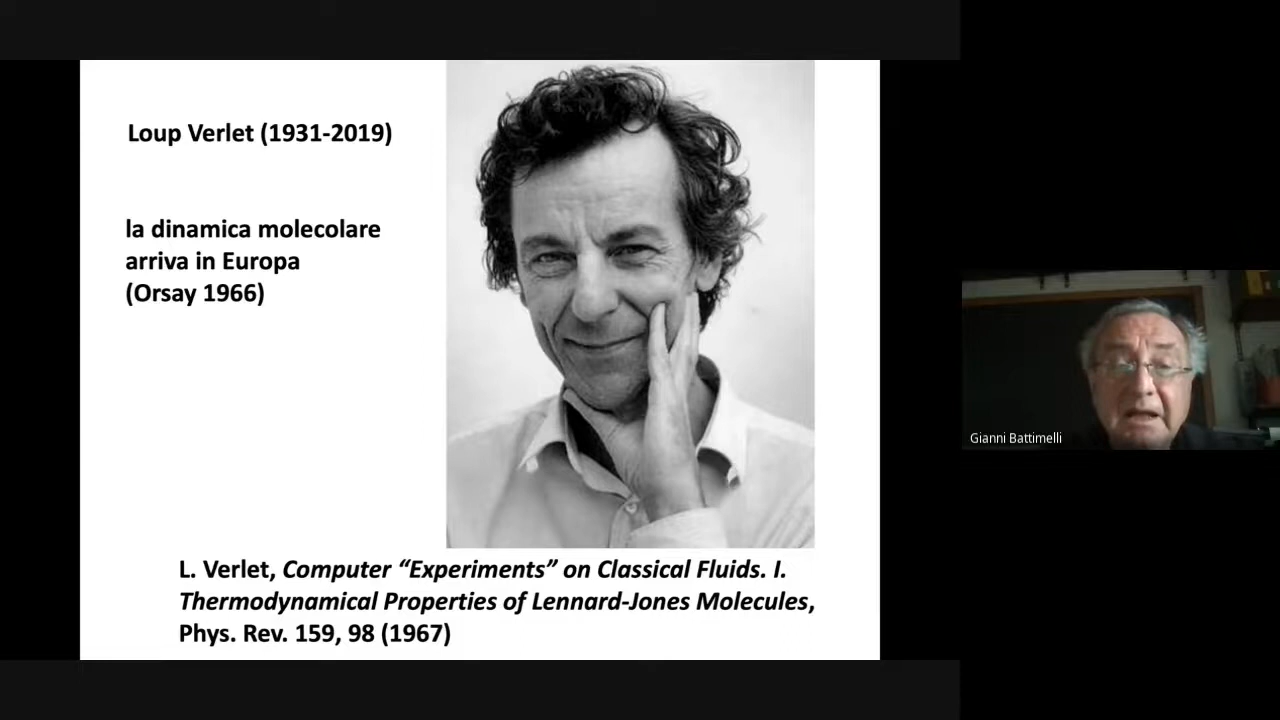 Loup Verlet (1931-2019)
la dinamica molecolare
arriva in Europa
(Orsay 1966)
L. Verlet, Computer “Experiments” on Classical Fluids. I.
Thermodynamical Properties of Lennard-Jones Molecules,
Phys. Rev. 159, 98 (1967)
Gianni Battimelli